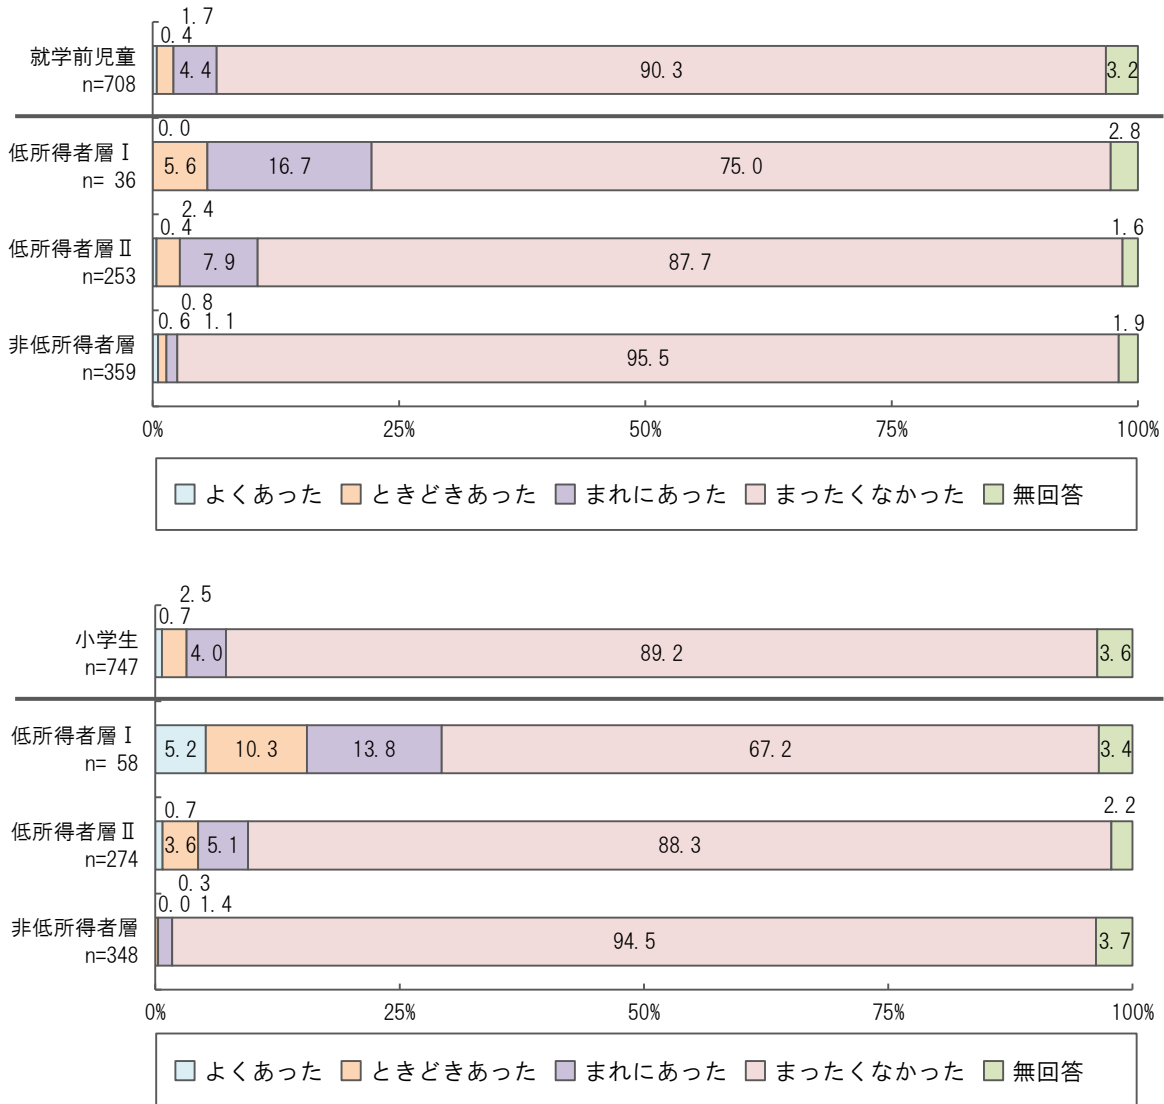 1.7
0.4
就学前児童
n=708
4.4 90.3 3.2
0.0 2.8
低所得者層Ⅰ
n= 36
5.6 16.7 75.0
2.4
0.4 1.6
低所得者層Ⅱ
n=253
7.9 87.7
0.8
0.6 1.1 1.9
非低所得者層
n=359
95.5
0% 25% 50% 75% 100%
よくあった ときどきあった まれにあった まったくなかった 無回答
2.5
0.7
小学生
n=747
4.0 89.2 3.6
低所得者層Ⅰ
n= 58
5.2 10.3 13.8 67.2 3.4
0.7 2.2
低所得者層Ⅱ
n=274
3.6 5.1 88.3
0.3
0.0 1.4
非低所得者層
n=348
94.5 3.7
0% 25% 50% 75% 100%
よくあった ときどきあった まれにあった まったくなかった 無回答